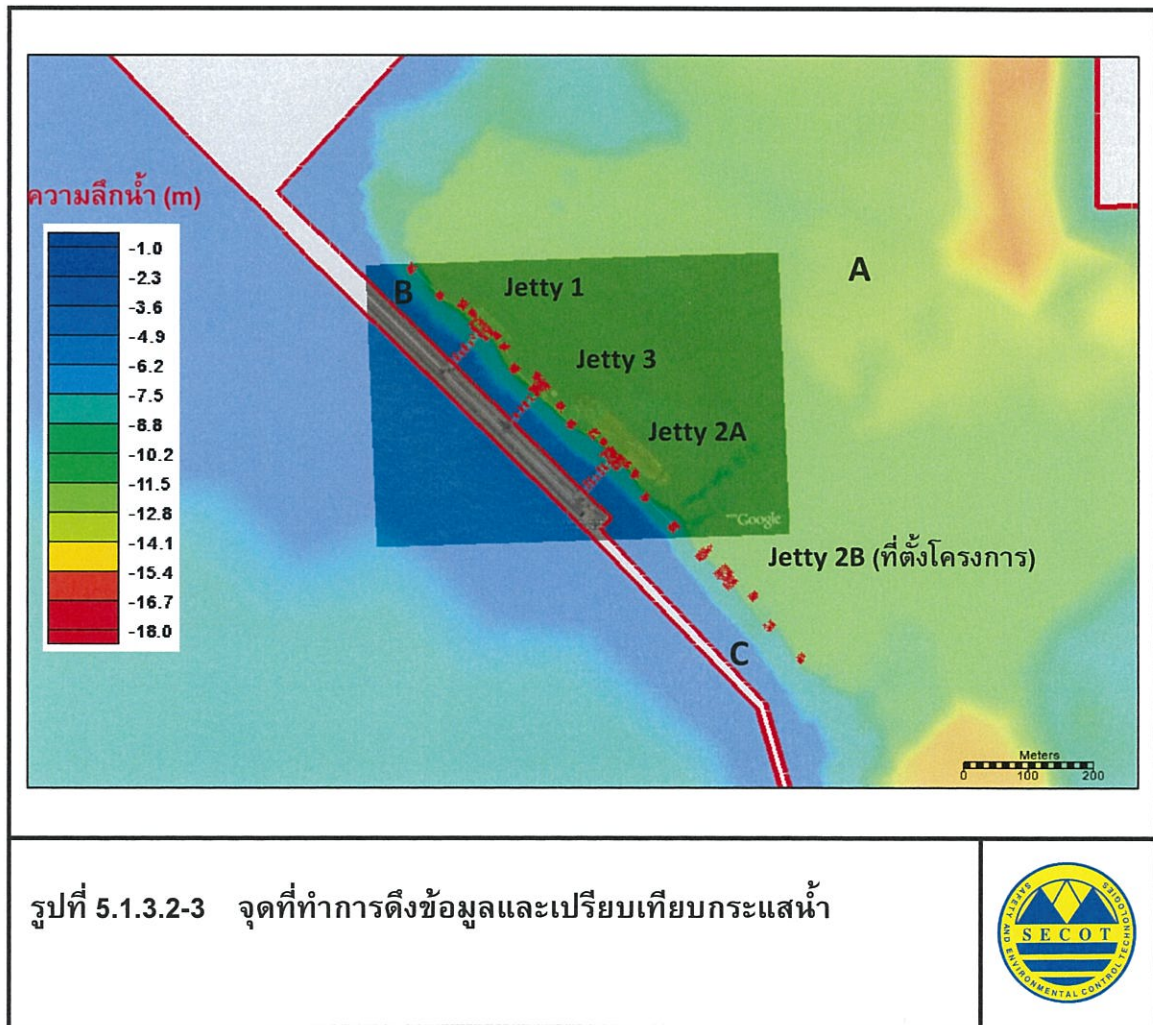 ความลึกน้ำ (m)
-1.0
-2.3
-3.6
-4.9
-6.2
-7.5
-8.8
-10.2
-11.5
-12.8
-14.1
-15.4
-16.7
-18.0
A
B
Jetty 1
Jetty 3
Jetty 2A
Google
Jetty 2B (ที่ตั้งโครงการ)
C
Meters
0 100 200
รูปที่ 5.1.3.2-3 จุดที่ทำการดึงข้อมูลและเปรียบเทียบกระแสน้ำ
SECOT
SAFETY AND ENVIRONMENTAL CONTROL TECHNOLOGIES